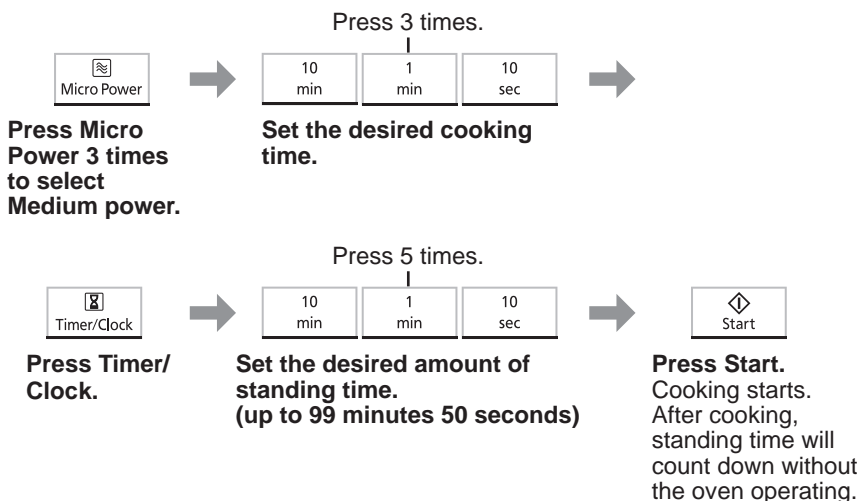 Press 3 times.
Micro Power
10 min
1 min
10 sec
Press Micro
Power 3 times
to select
Medium power.
Set the desired cooking
time.
Press 5 times.
Timer/Clock
10 min
1 min
10 sec
Start
Press Timer/
Clock.
Set the desired amount of
standing time.
(up to 99 minutes 50 seconds)
Press Start.
Cooking starts.
After cooking,
standing time will
count down without
the oven operating.